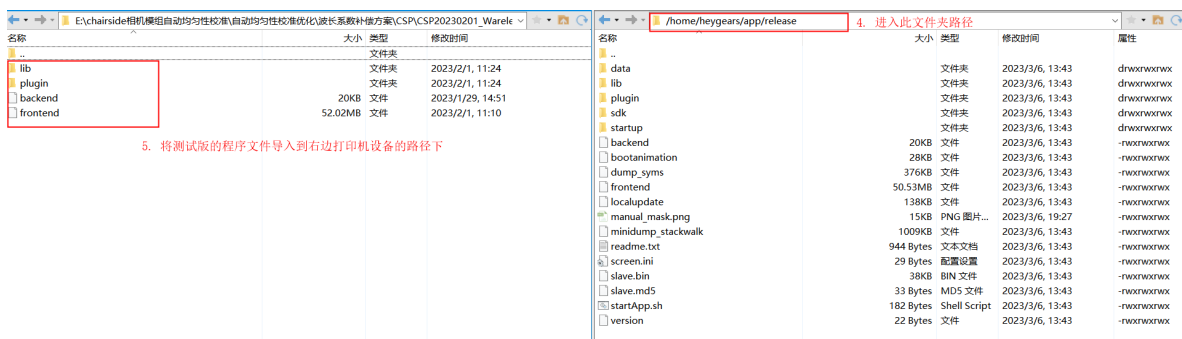 E:\chairside相机模组自动均匀性校准\自动均匀性校准优化\波长系数补偿方案\CSP\CSP20230201_Warele
名称 大小 类型 修改时间
.. 文件夹
lib 文件夹 2023/2/1, 11:24
plugin 文件夹 2023/2/1, 11:24
backend 20KB 文件 2023/1/29, 14:51
frontend 52.02MB 文件 2023/2/1, 11:10
5. 将测试版的程序文件导入到右边打印机设备的路径下
/home/heygears/app/release
4. 进入此文件夹路径
名称 大小 类型 修改时间 属性
..
data 文件夹 2023/3/6, 13:43 drwxrwxrwx
lib 文件夹 2023/3/6, 13:43 drwxrwxrwx
plugin 文件夹 2023/3/6, 13:43 drwxrwxrwx
sdk 文件夹 2023/3/6, 13:43 drwxrwxrwx
startup 文件夹 2023/3/6, 13:43 drwxrwxrwx
backend 20KB 文件 2023/3/6, 13:43 -rwxrwxrwx
bootanimation 28KB 文件 2023/3/6, 13:43 -rwxrwxrwx
dump_syms 376KB 文件 2023/3/6, 13:43 -rwxrwxrwx
frontend 50.53MB 文件 2023/3/6, 13:43 -rwxrwxrwx
localupdate 138KB 文件 2023/3/6, 13:43 -rwxrwxrwx
manual_mask.png 15KB PNG 图片... 2023/3/6, 19:27 -rwxrwxrwx
minidump_stackwalk 1009KB 文件 2023/3/6, 13:43 -rwxrwxrwx
readme.txt 944 Bytes 文本文档 2023/3/6, 13:43 -rwxrwxrwx
screen.ini 29 Bytes 配置设置 2023/3/6, 13:43 -rwxrwxrwx
slave.bin 38KB BIN 文件 2023/3/6, 13:43 -rwxrwxrwx
slave.md5 33 Bytes MD5 文件 2023/3/6, 13:43 -rwxrwxrwx
startApp.sh 182 Bytes Shell Script 2023/3/6, 13:43 -rwxrwxrwx
version 22 Bytes 文件 2023/3/6, 13:43 -rwxrwxrwx